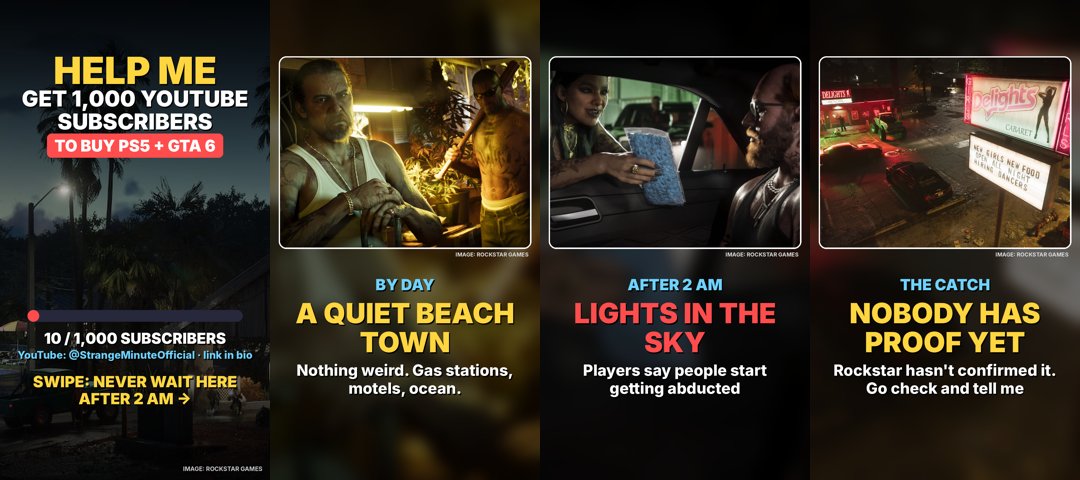 HELP ME
GET 1,000 YOUTUBE
SUBSCRIBERS
TO BUY PS5 + GTA 6
10 / 1,000 SUBSCRIBERS
YouTube: @StrangeMinuteOfficial · link in bio
SWIPE: NEVER WAIT HERE
AFTER 2 AM →
IMAGE: ROCKSTAR GAMES
IMAGE: ROCKSTAR GAMES
BY DAY
A QUIET BEACH
TOWN
Nothing weird. Gas stations,
motels, ocean.
IMAGE: ROCKSTAR GAMES
AFTER 2 AM
LIGHTS IN THE
SKY
Players say people start
getting abducted
DELIGHTS
Delights
CABARET
NEW GIRLS NEW FOOD
OPEN ALL NIGHT
HIRING DANCERS
IMAGE: ROCKSTAR GAMES
THE CATCH
NOBODY HAS
PROOF YET
Rockstar hasn't confirmed it.
Go check and tell me